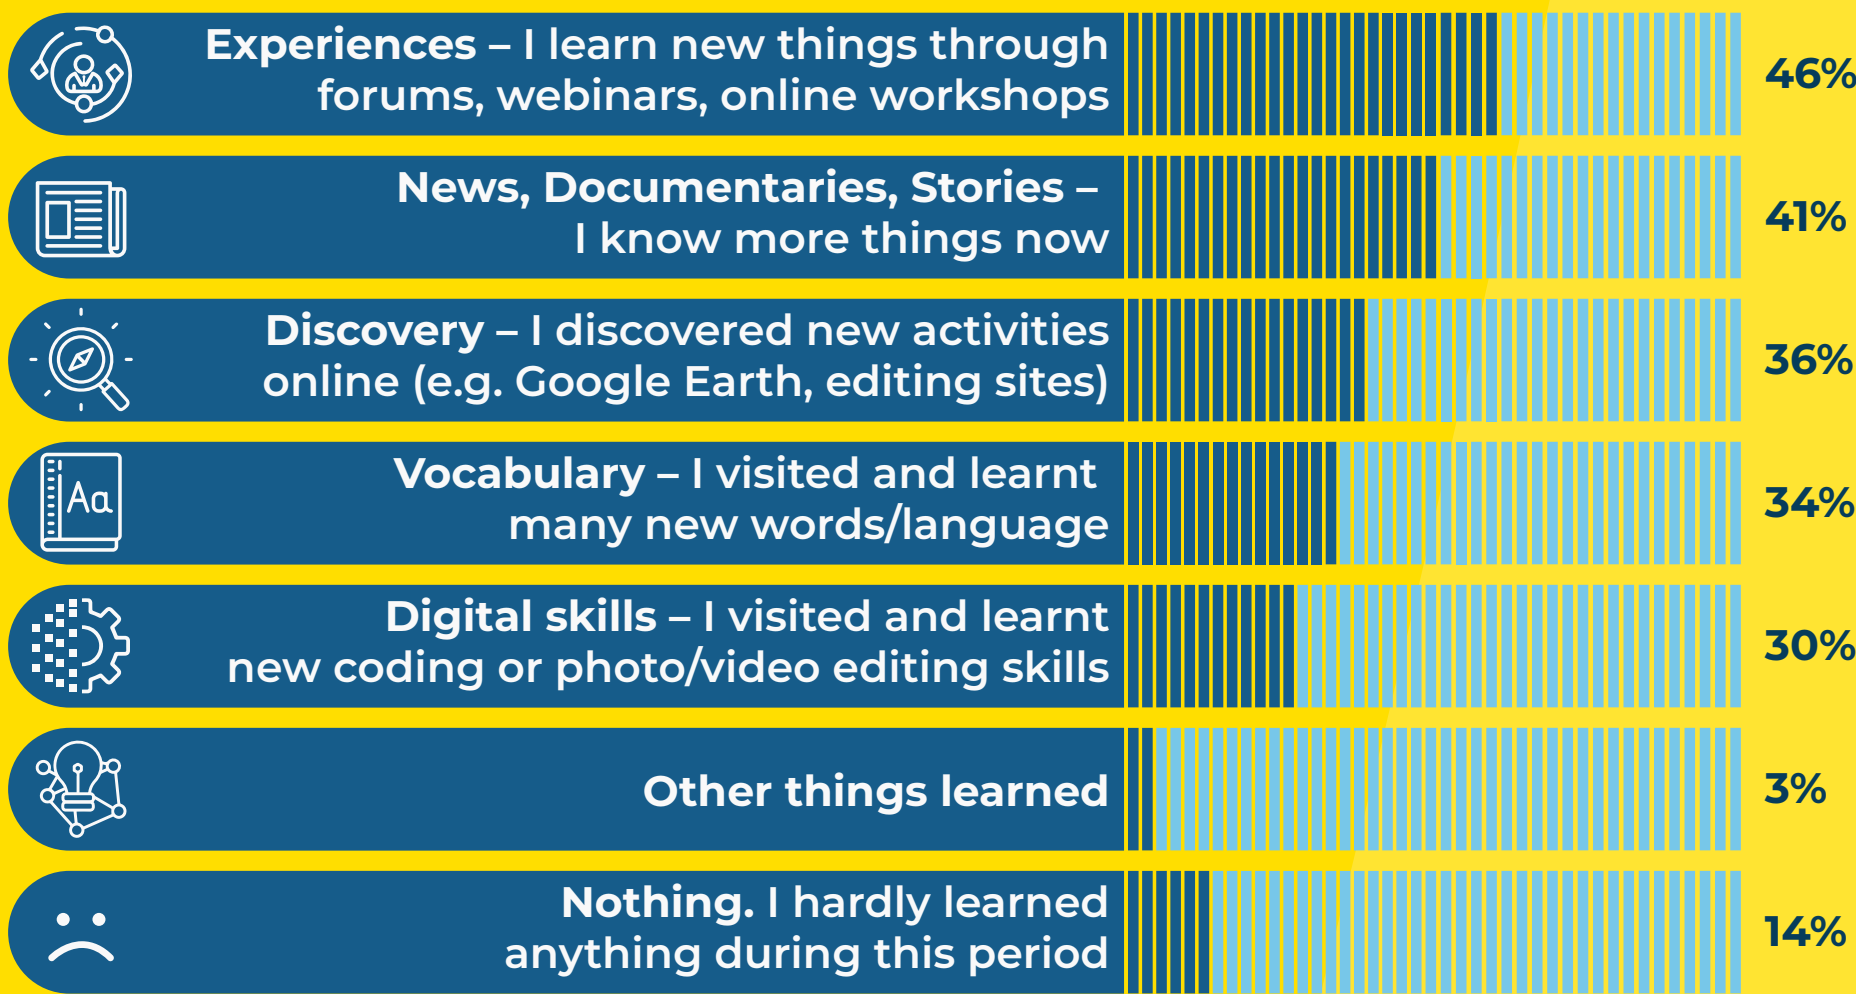 Experiences – I learn new things through
forums, webinars, online workshops
46%
News, Documentaries, Stories –
I know more things now
41%
Discovery – I discovered new activities
online (e.g. Google Earth, editing sites)
36%
Aa
Vocabulary – I visited and learnt
many new words/language
34%
Digital skills – I visited and learnt
new coding or photo/video editing skills
30%
Other things learned
3%
Nothing. I hardly learned
anything during this period
14%